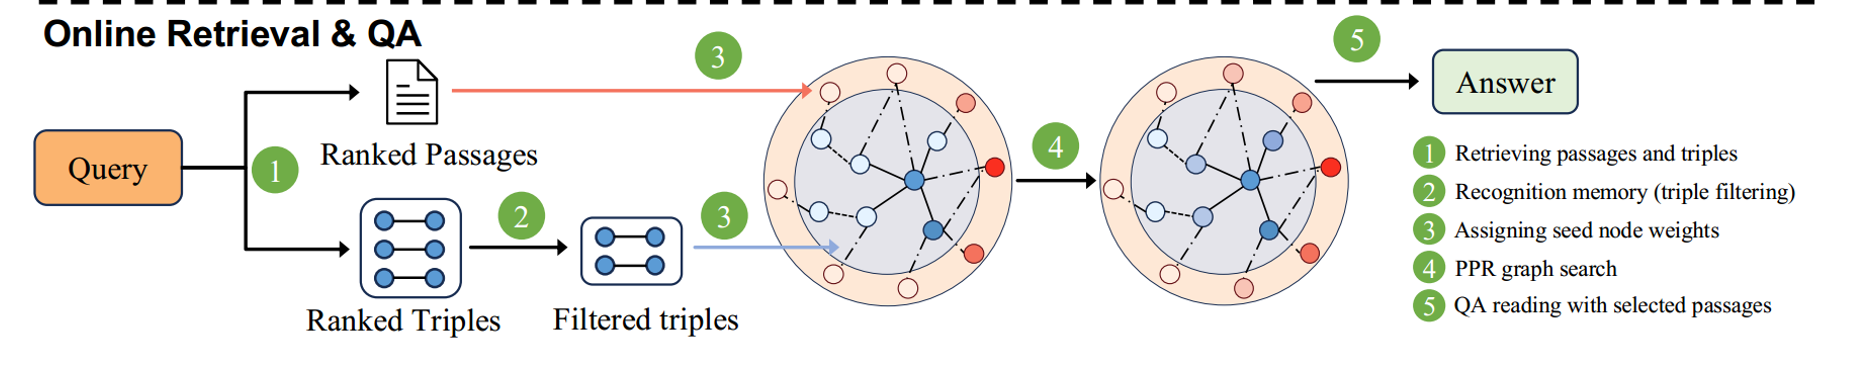 Online Retrieval & QA
Query
1
Ranked Passages
Ranked Triples
2
Filtered triples
3
3
4
5
Answer
1 Retrieving passages and triples
2 Recognition memory (triple filtering)
3 Assigning seed node weights
4 PPR graph search
5 QA reading with selected passages